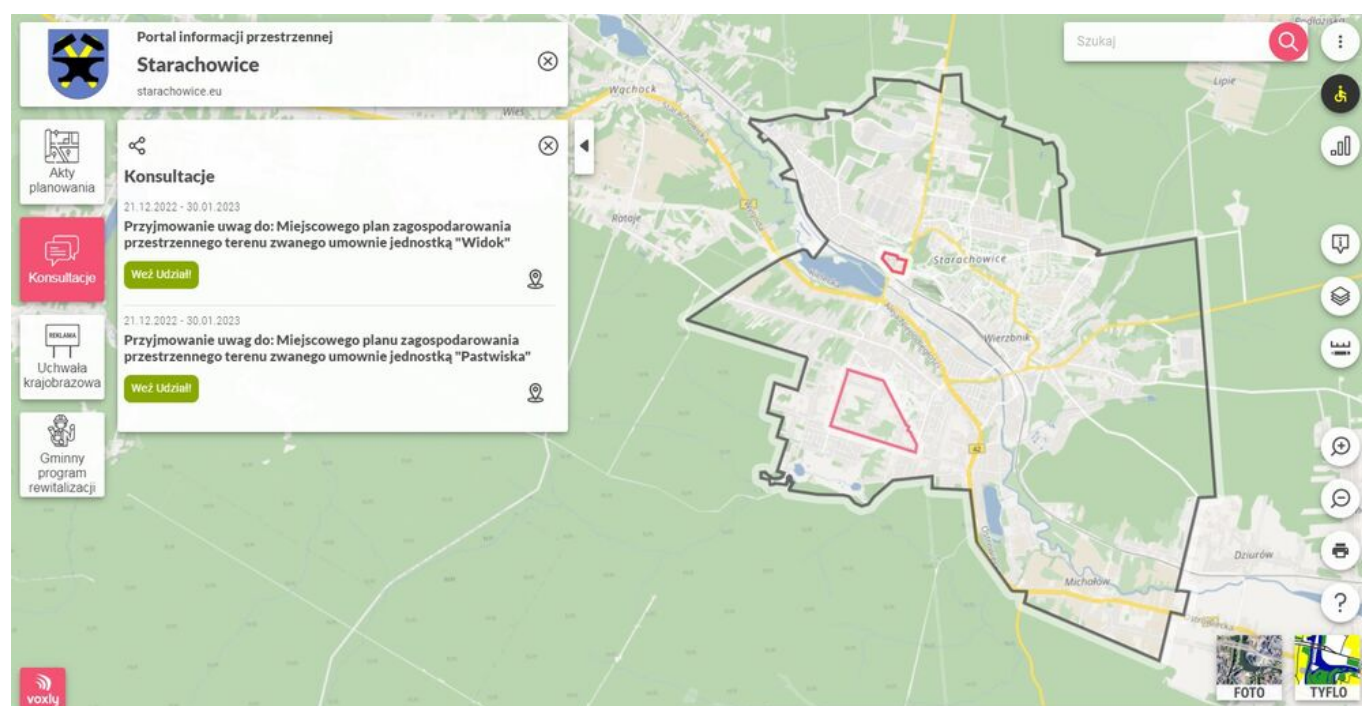 Portal informacji przestrzennej
Starachowice
starachowice.eu
Szukaj
Akty
planowania
Konsultacje
REKLAMA
Uchwała
krajobrazowa
Gminny
program
rewitalizacji
Konsultacje
21.12.2022 - 30.01.2023
Przyjmowanie uwag do: Miejscowego plan zagospodarowania
przestrzennego terenu zwanego umownie jednostką "Widok"
Weź Udział!
21.12.2022 - 30.01.2023
Przyjmowanie uwag do: Miejscowego planu zagospodarowania
przestrzennego terenu zwanego umownie jednostką "Pastwiska"
Weź Udział!
Wąchock
Lipie
Rataje
Starachowice
Wierzbnik
42
Dziurów
Michałów
FOTO
TYFLO
voxly